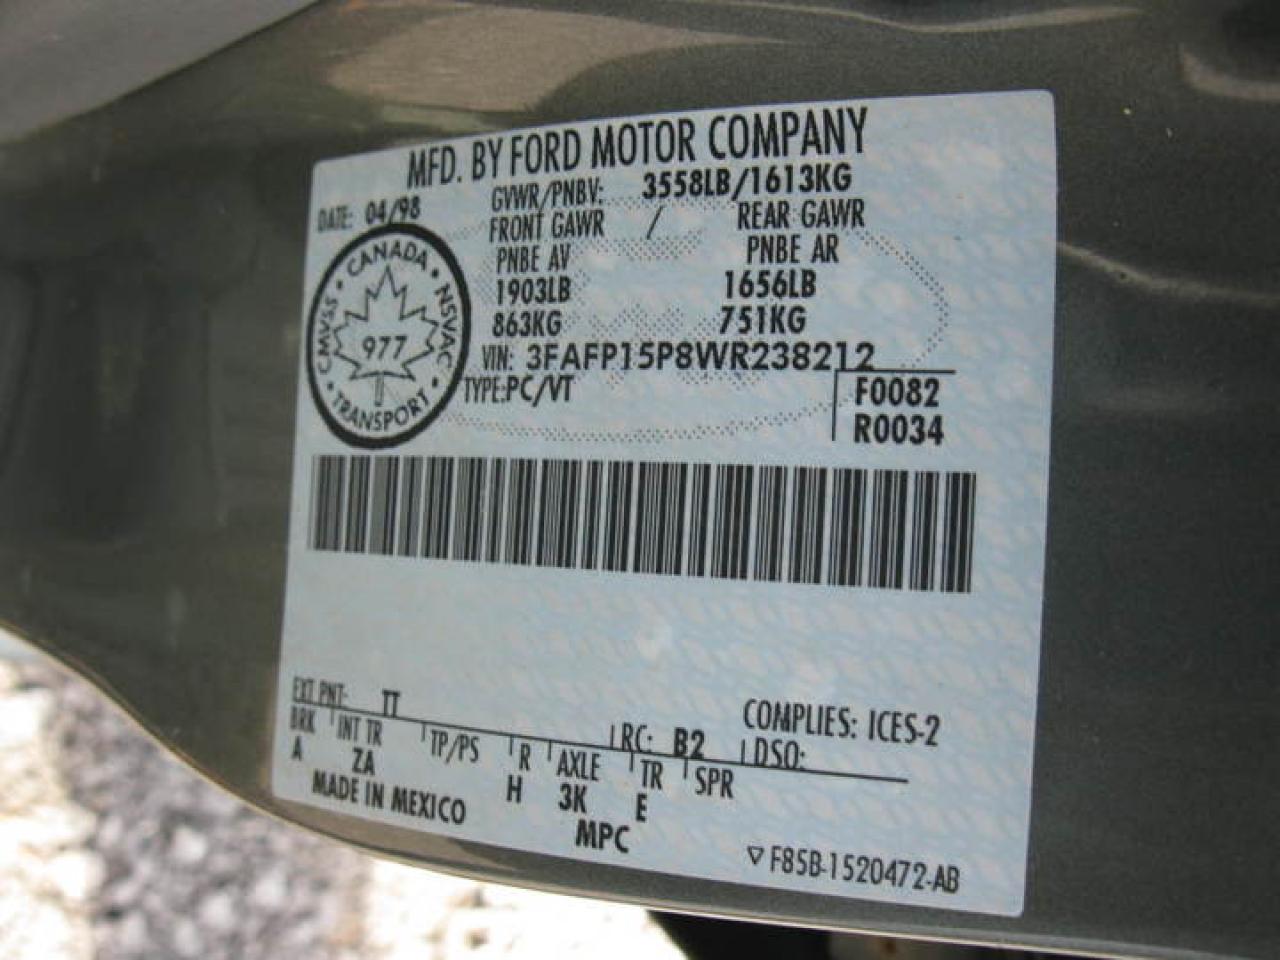 MFD. BY FORD MOTOR COMPANY
DATE: 04/98
GVWR/PNBV: 3558LB/1613KG
FRONT GAWR / REAR GAWR
PNBE AV PNBE AR
1903LB 1656LB
863KG 751KG
VIN: 3FAFP15P8WR238212
TYPE:PC/VT
F0082
R0034
CANADA
CMVSS
NSVAC
977
TRANSPORT
EXT PNT: TT
RC: B2 DSO:
COMPLIES: ICES-2
BRK INT TR TP/PS R AXLE TR SPR
A ZA H 3K E
MADE IN MEXICO
MPC
▽ F85B-1520472-AB